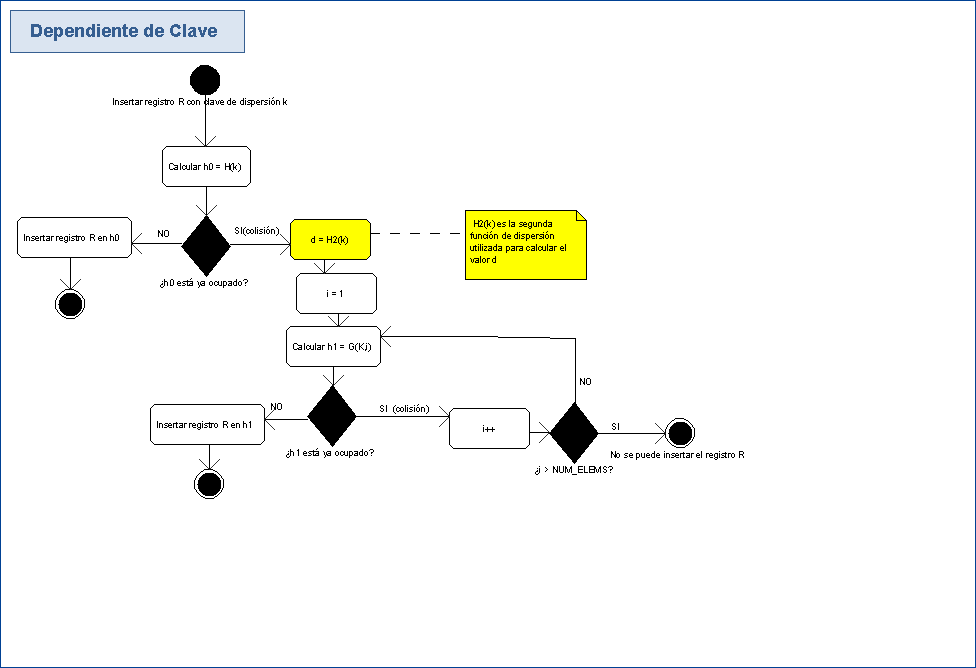 Dependiente de Clave
Insertar registro R con clave de dispersión k
Calcular h0 = H(k)
Insertar registro R en h0
NO
SI(colisión)
d = H2(k)
H2(k) es la segunda
función de dispersión
utilizada para calcular el
valor d
¿h0 está ya ocupado?
i = 1
Calcular h1 = G(K,i)
NO
Insertar registro R en h1
NO
SI (colisión)
i++
SI
¿h1 está ya ocupado?
No se puede insertar el registro R
¿i > NUM_ELEMS?